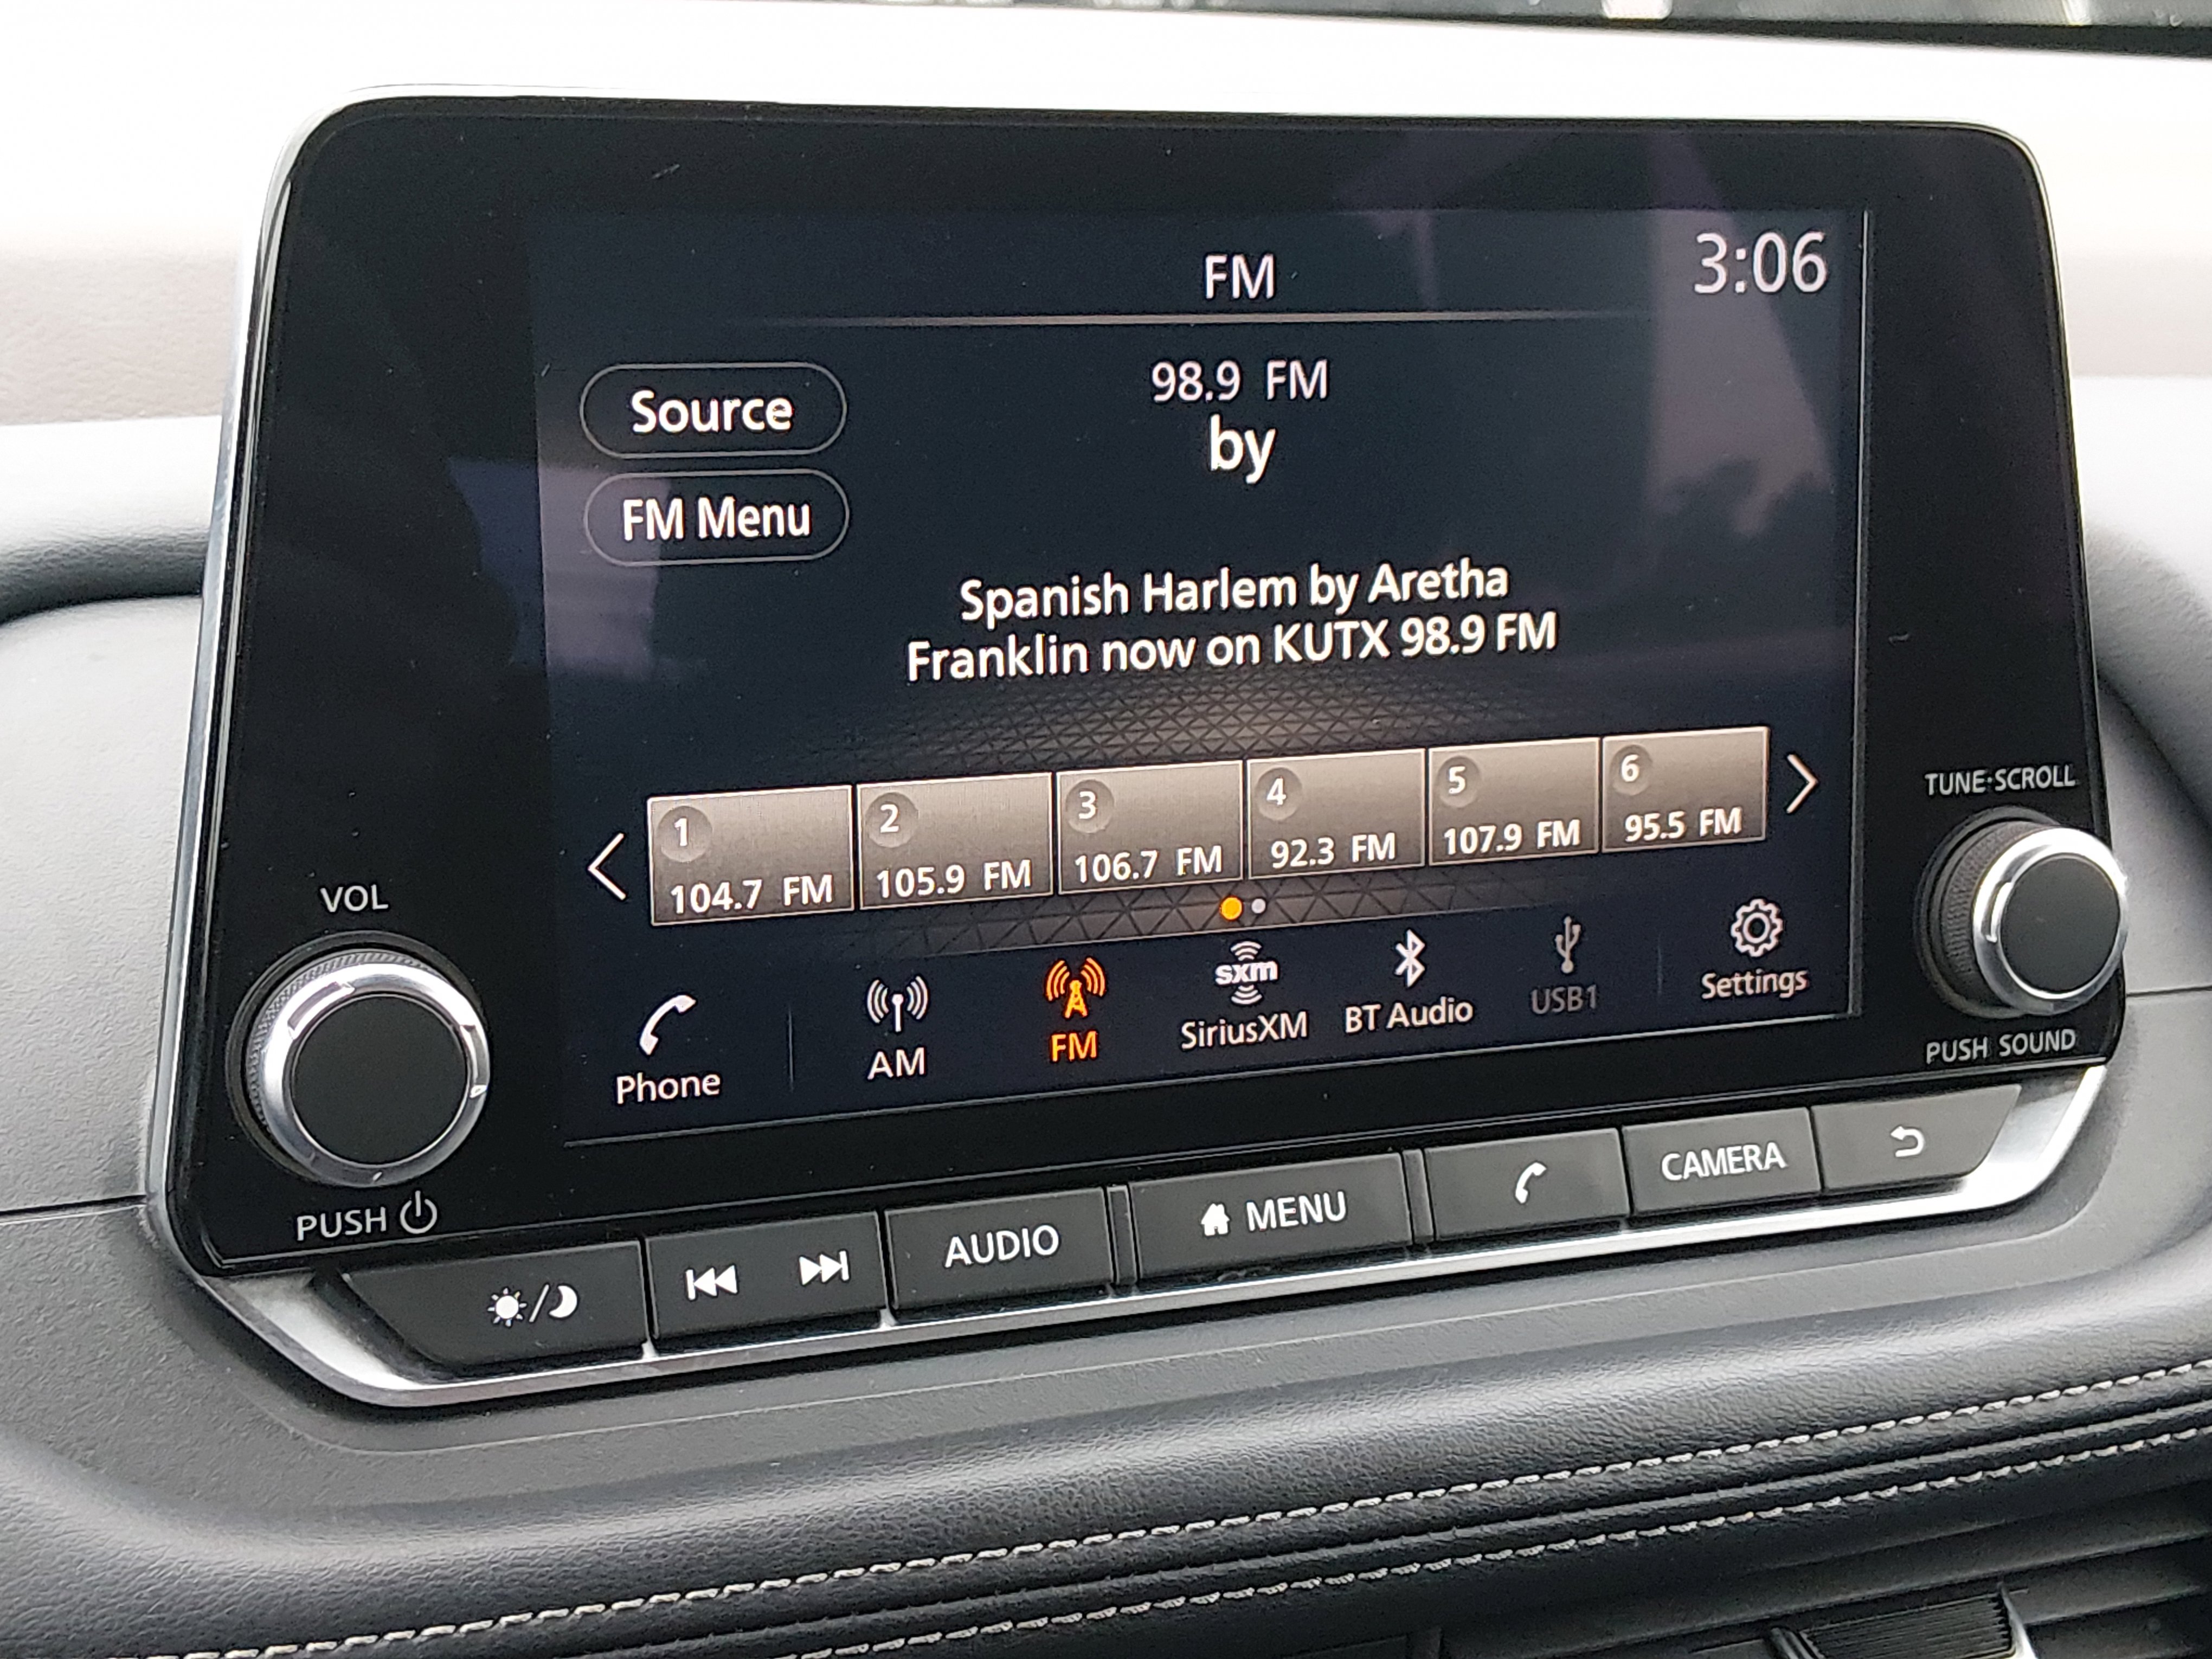 FM
3:06
98.9 FM
by
Source
FM Menu
Spanish Harlem by Aretha
Franklin now on KUTX 98.9 FM
1
104.7 FM
2
105.9 FM
3
106.7 FM
4
92.3 FM
5
107.9 FM
6
95.5 FM
Phone
AM
FM
sxm
SiriusXM
BT Audio
USB1
Settings
VOL
PUSH
TUNE·SCROLL
PUSH SOUND
AUDIO
MENU
CAMERA